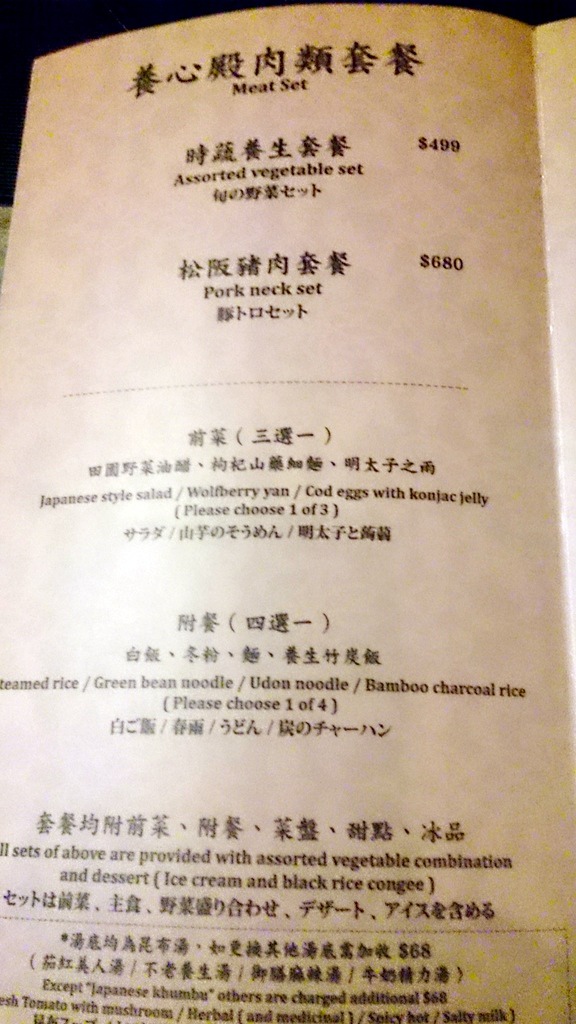 養心殿肉類套餐
Meat Set
時蔬養生套餐 $499
Assorted vegetable set
旬の野菜セット
松阪豬肉套餐 $680
Pork neck set
豚トロセット
前菜 ( 三選一 )
田園野菜油醋、枸杞山藥細麵、明太子之雨
Japanese style salad / Wolfberry yan / Cod eggs with konjac jelly
( Please choose 1 of 3 )
サラダ / 山芋のそうめん / 明太子と蒟蒻
附餐 ( 四選一 )
白飯、冬粉、麵、養生竹炭飯
teamed rice / Green bean noodle / Udon noodle / Bamboo charcoal rice
( Please choose 1 of 4 )
白ご飯 / 春雨 / うどん / 炭のチャーハン
套餐均附前菜、附餐、菜盤、甜點、冰品
ll sets of above are provided with assorted vegetable combination
and dessert ( Ice cream and black rice congee )
セットは前菜、主食、野菜盛り合わせ、デザート、アイスを含める
*湯底均為昆布湯，如更換其他湯底需加收 $68
( 茄紅美人湯 / 不老養生湯 / 御膳麻辣湯 / 牛奶精力湯 )
Except "Japanese khumbu" others are charged additional $68
esh Tomato with mushroom / Herbal ( and medicinal ) / Spicy hot / Salty milk )